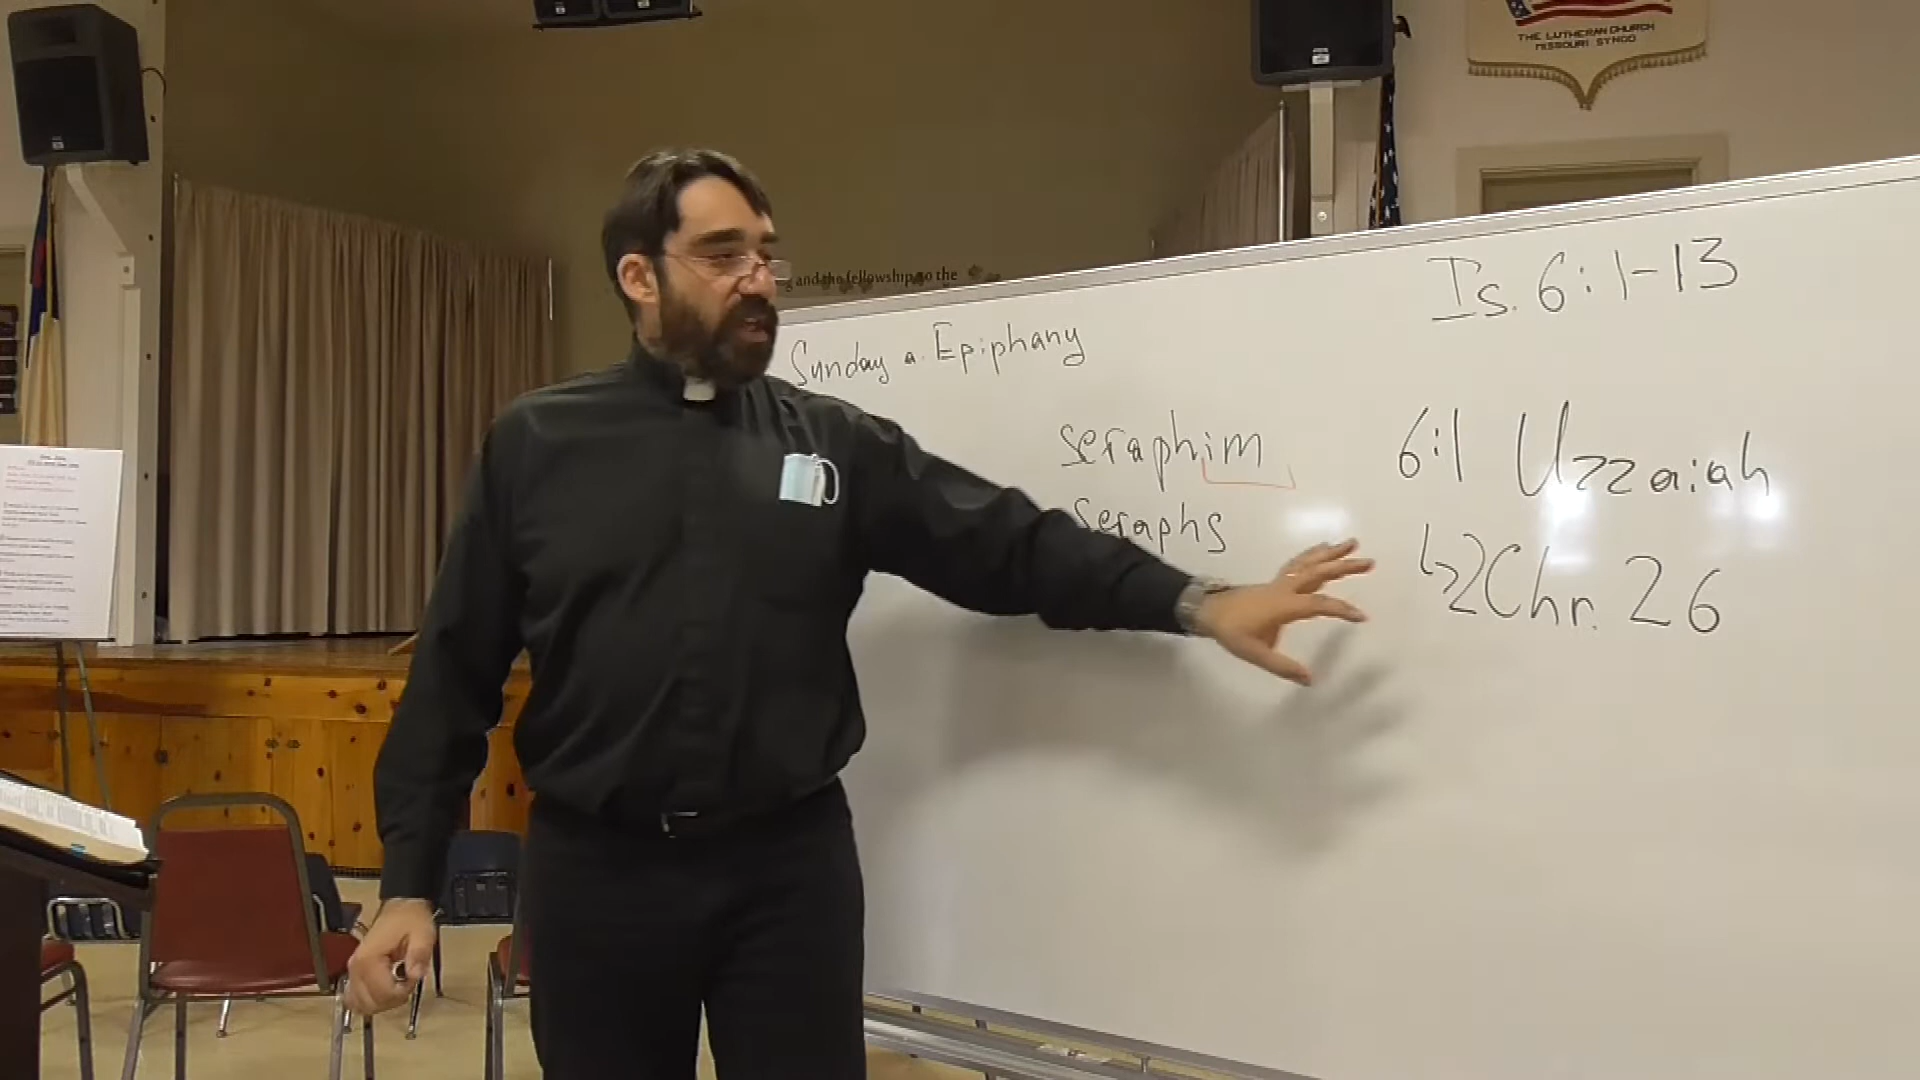 THE LUTHERAN CHURCH
MISSOURI SYNOD
and the fellowship to the
Is. 6:1-13
Sunday a. Epiphany
seraphim
6:1 Uzzaiah
seraphs
↳2Chr. 26